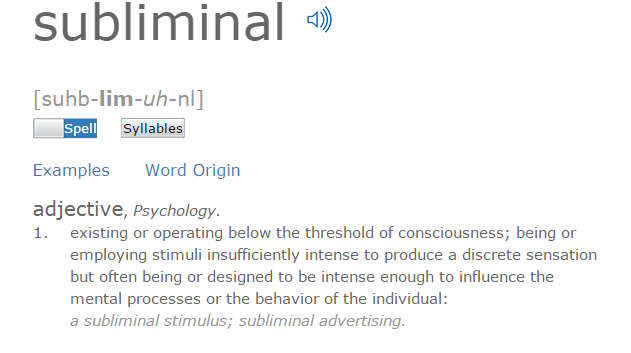 subliminal
[suhb-lim-uh-nl]
Spell Syllables
Examples Word Origin
adjective, Psychology.
1. existing or operating below the threshold of consciousness; being or
employing stimuli insufficiently intense to produce a discrete sensation
but often being or designed to be intense enough to influence the
mental processes or the behavior of the individual:
a subliminal stimulus; subliminal advertising.